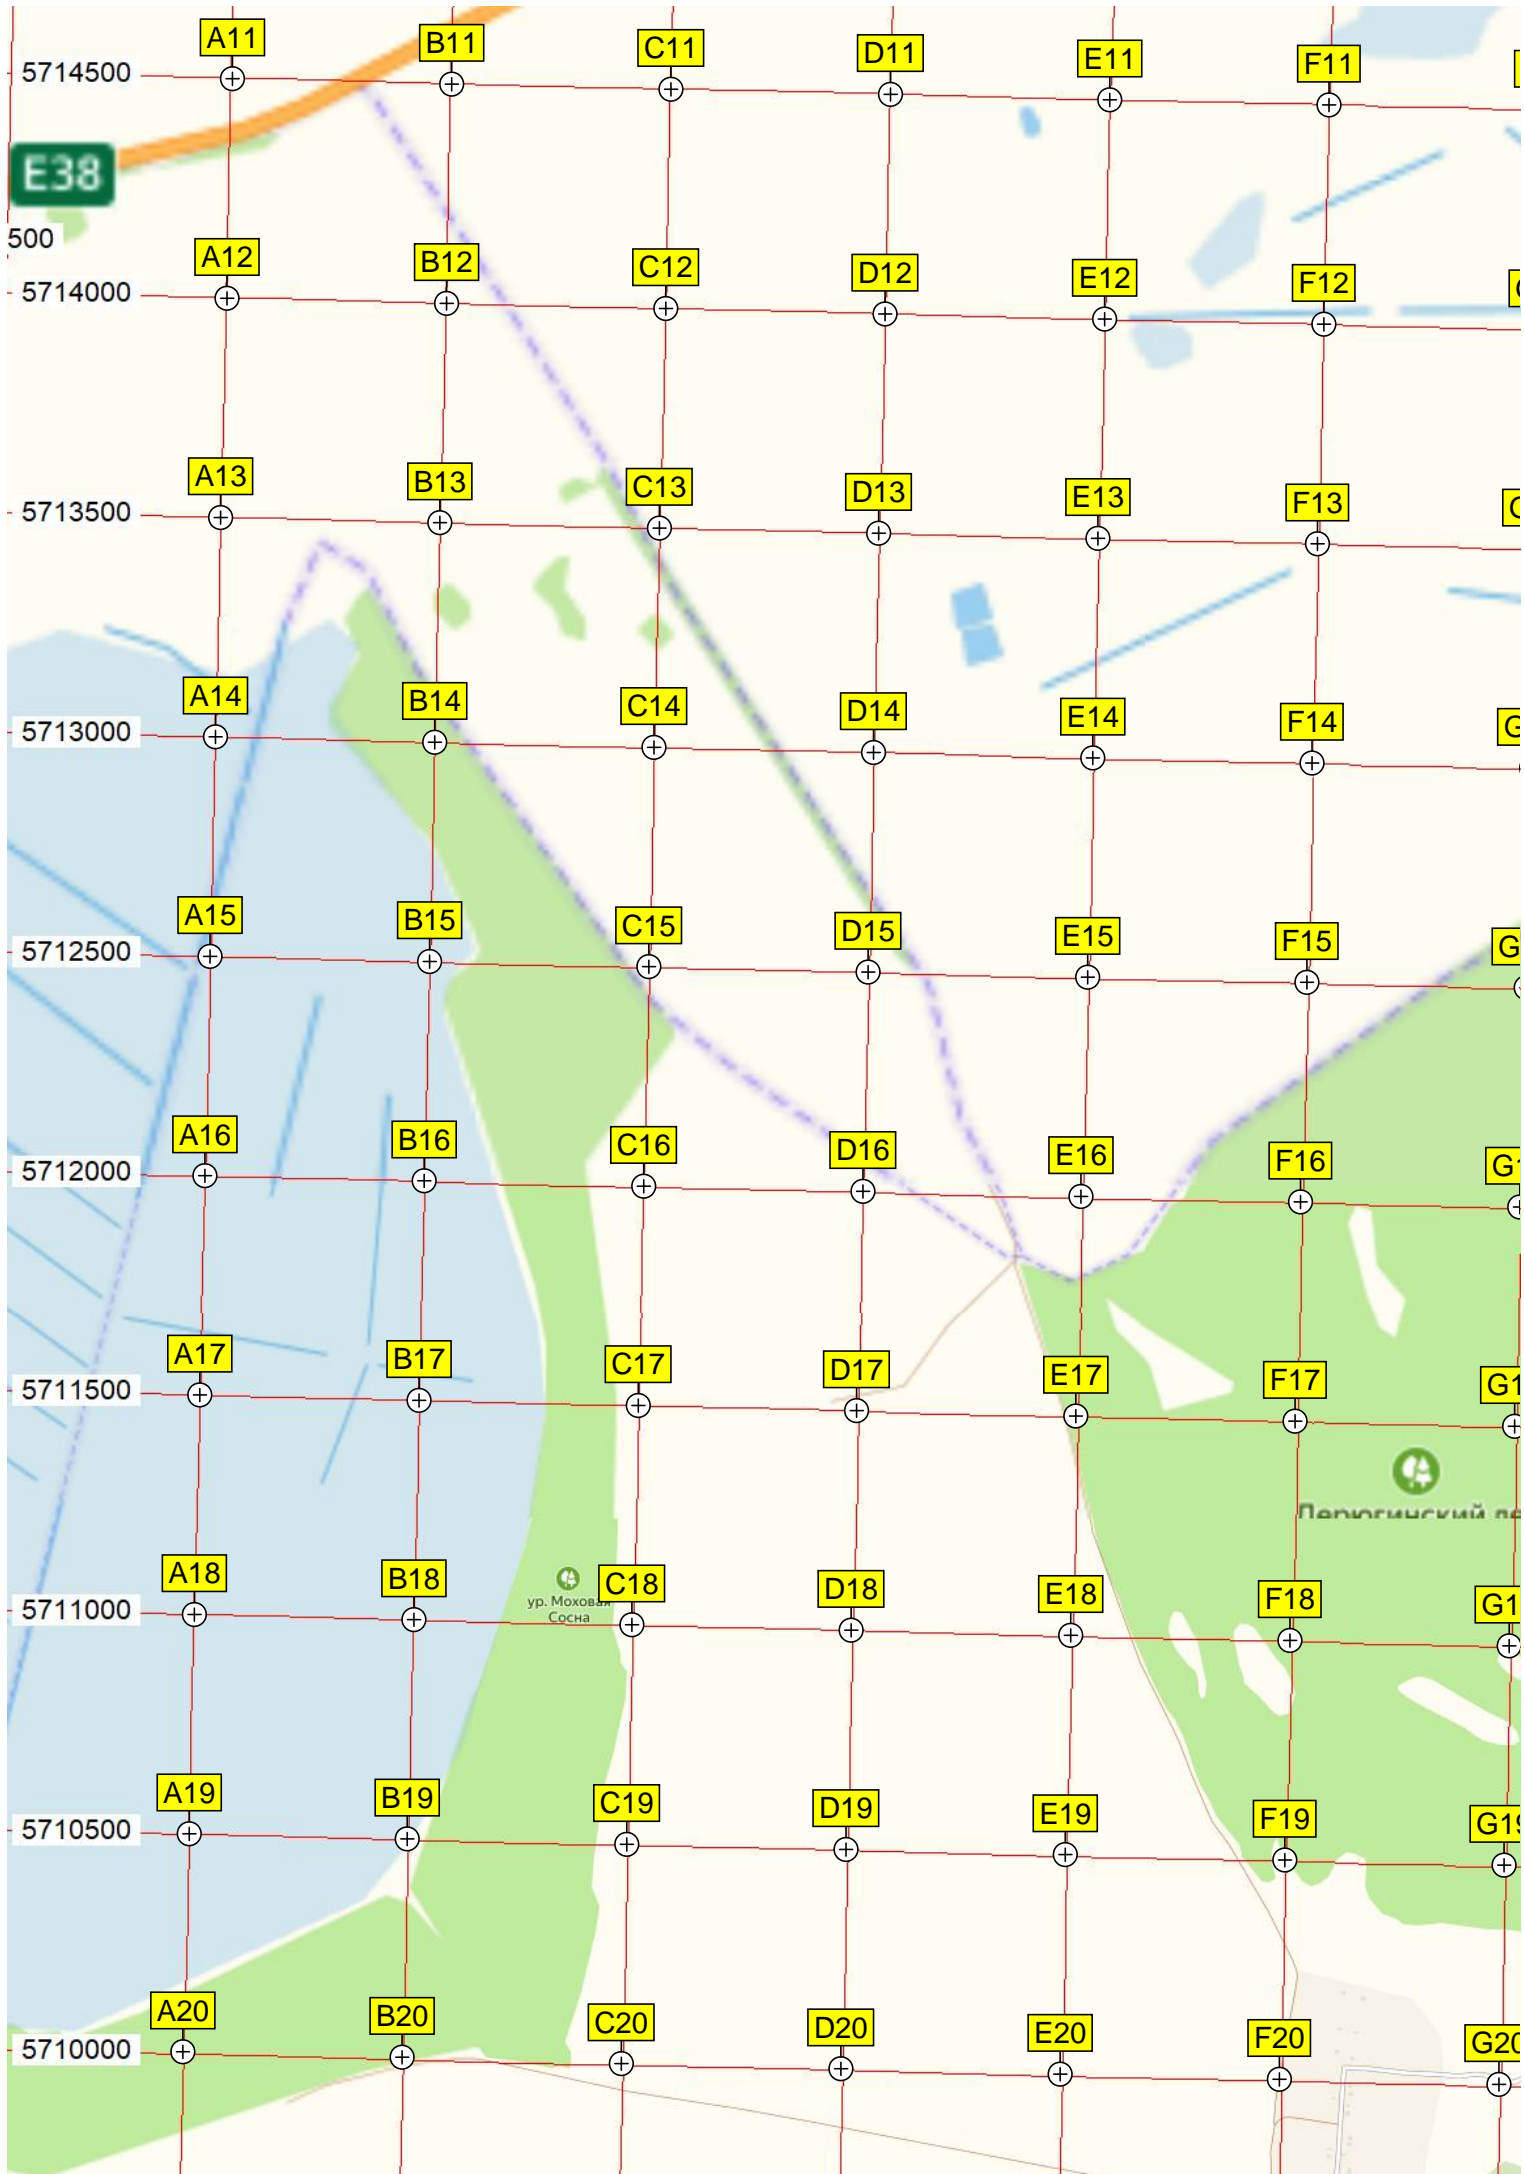 A11 B11 C11 D11 E11 F11
5714500
E38
500
A12 B12 C12 D12 E12 F12
5714000
A13 B13 C13 D13 E13 F13
5713500
A14 B14 C14 D14 E14 F14 G
5713000
A15 B15 C15 D15 E15 F15 G
5712500
A16 B16 C16 D16 E16 F16 G1
5712000
A17 B17 C17 D17 E17 F17 G1
5711500
A18 B18 C18 D18 E18 F18 G1
5711000
ур. Моховая
Сосна
A19 B19 C19 D19 E19 F19 G19
5710500
A20 B20 C20 D20 E20 F20 G20
5710000